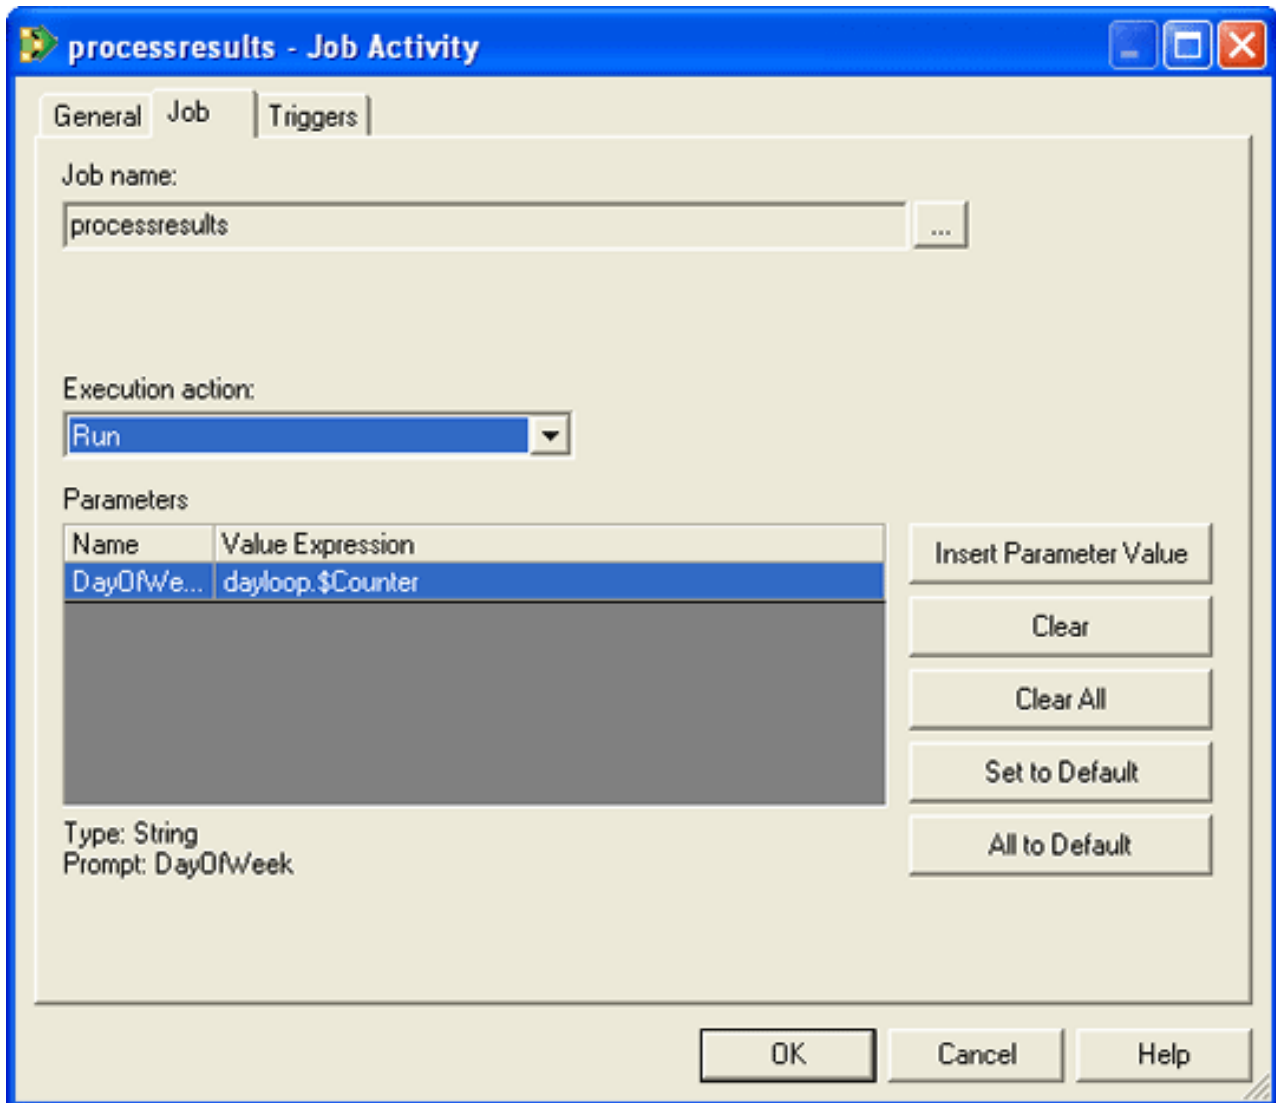 processresults - Job Activity
General Job Triggers
Job name:
processresults ...
Execution action:
Run
Parameters
Name Value Expression
DayOfWe... dayloop.$Counter
Insert Parameter Value
Clear
Clear All
Set to Default
All to Default
Type: String
Prompt: DayOfWeek
OK Cancel Help